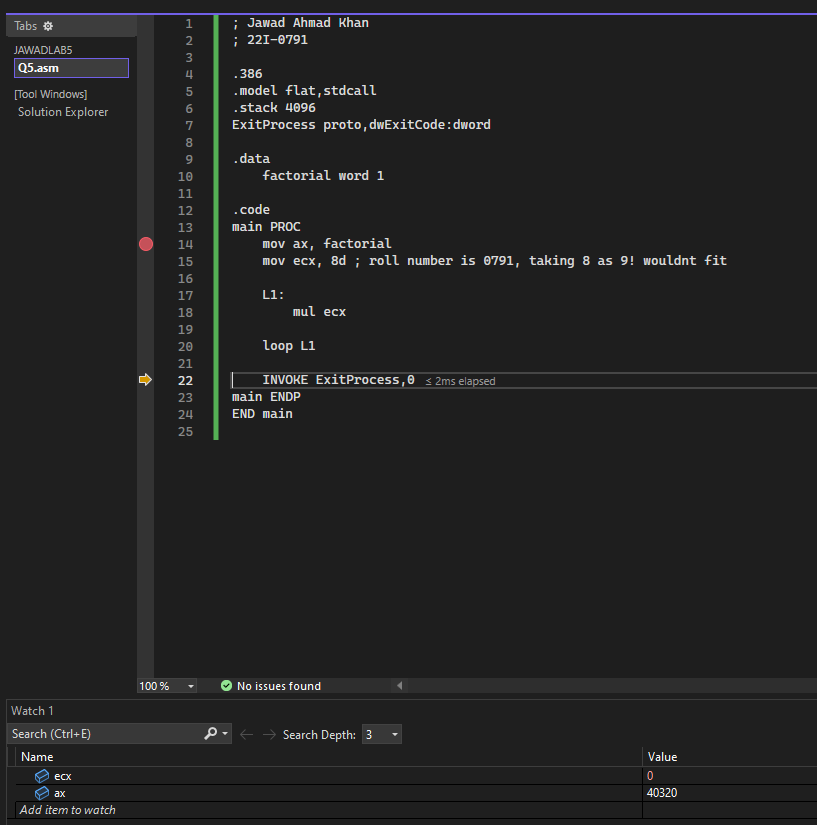 Tabs
JAWADLAB5
Q5.asm
[Tool Windows]
Solution Explorer
1 ; Jawad Ahmad Khan
2 ; 22I-0791
3
4 .386
5 .model flat,stdcall
6 .stack 4096
7 ExitProcess proto,dwExitCode:dword
8
9 .data
10 factorial word 1
11
12 .code
13 main PROC
14 mov ax, factorial
15 mov ecx, 8d ; roll number is 0791, taking 8 as 9! wouldnt fit
16
17 L1:
18 mul ecx
19
20 loop L1
21
22 INVOKE ExitProcess,0 ≤ 2ms elapsed
23 main ENDP
24 END main
25
100 % No issues found
Watch 1
Search (Ctrl+E) Search Depth: 3
Name Value
ecx 0
ax 40320
Add item to watch